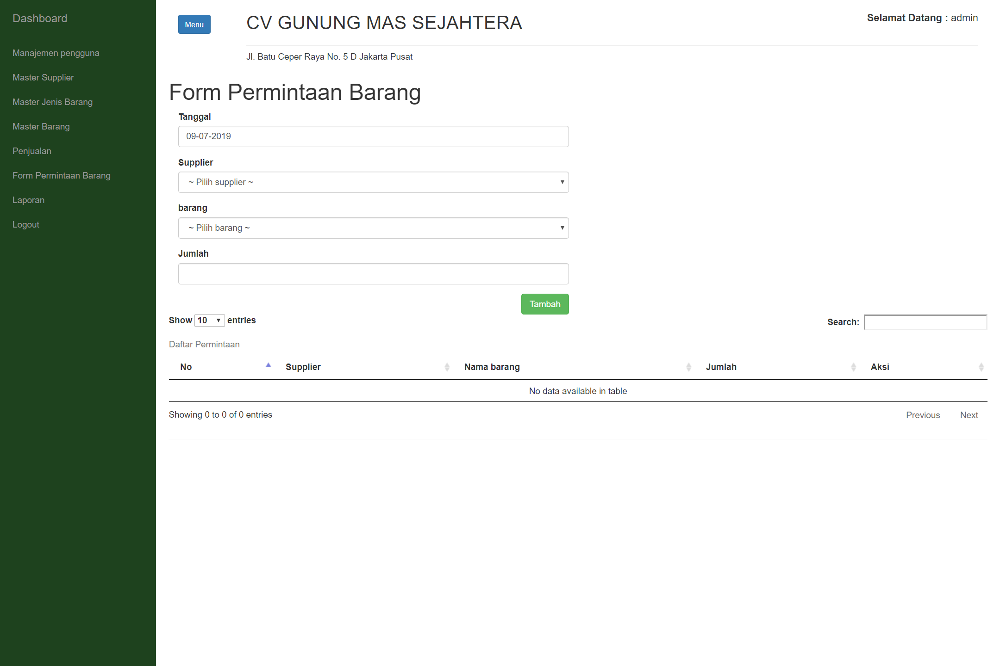 Dashboard
Manajemen pengguna
Master Supplier
Master Jenis Barang
Master Barang
Penjualan
Form Permintaan Barang
Laporan
Logout
Menu
CV GUNUNG MAS SEJAHTERA
Selamat Datang : admin
Jl. Batu Ceper Raya No. 5 D Jakarta Pusat
Form Permintaan Barang
Tanggal
09-07-2019
Supplier
~ Pilih supplier ~
barang
~ Pilih barang ~
Jumlah
Tambah
Show 10 entries
Search:
Daftar Permintaan
No Supplier Nama barang Jumlah Aksi
No data available in table
Showing 0 to 0 of 0 entries
Previous Next